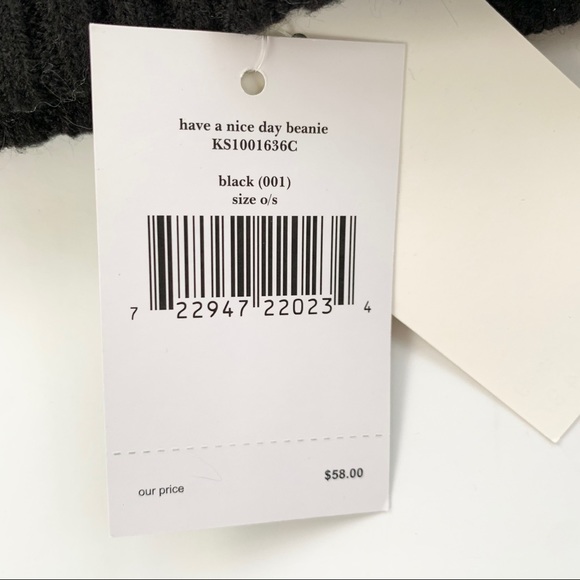 have a nice day beanie
KS1001636C
black (001)
size o/s
7 22947 22023 4
our price $58.00